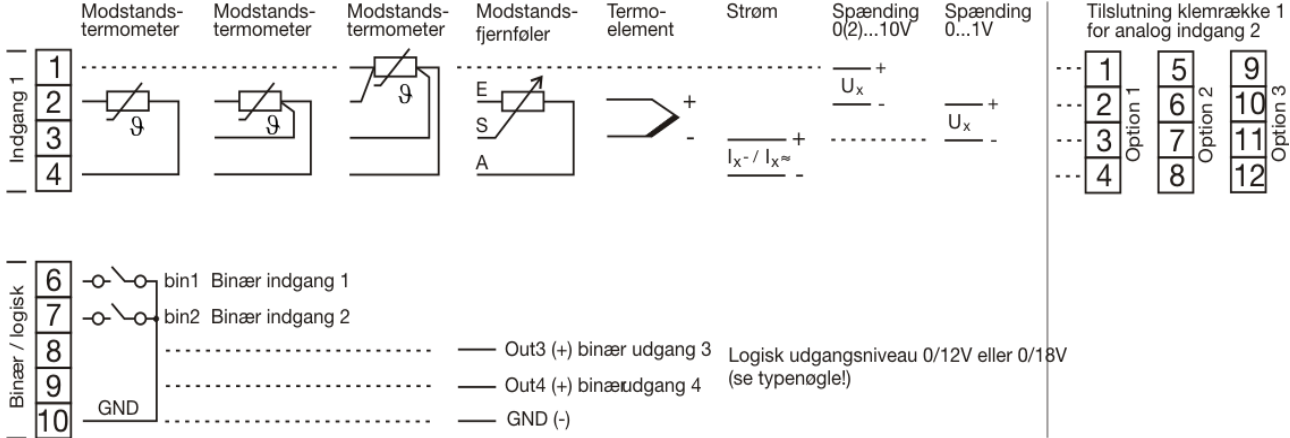 Modstands-
termometer
Modstands-
termometer
Modstands-
termometer
Modstands-
fjernføler
Termo-
element
Strøm
Spænding
0(2)...10V
Spænding
0...1V
Tilslutning klemrække 1
for analog indgang 2
Indgang 1
1
2
3
4
ϑ
ϑ
ϑ
E
S
A
+
-
+
Ix- / Ix≈
-
+
Ux
-
+
Ux
-
1
2
3
4
Option 1
5
6
7
8
Option 2
9
10
11
12
Option 3
Binær / logisk
6
7
8
9
10
bin1 Binær indgang 1
bin2 Binær indgang 2
GND
Out3 (+) binær udgang 3
Out4 (+) binærudgang 4
GND (-)
Logisk udgangsniveau 0/12V eller 0/18V
(se typenøgle!)